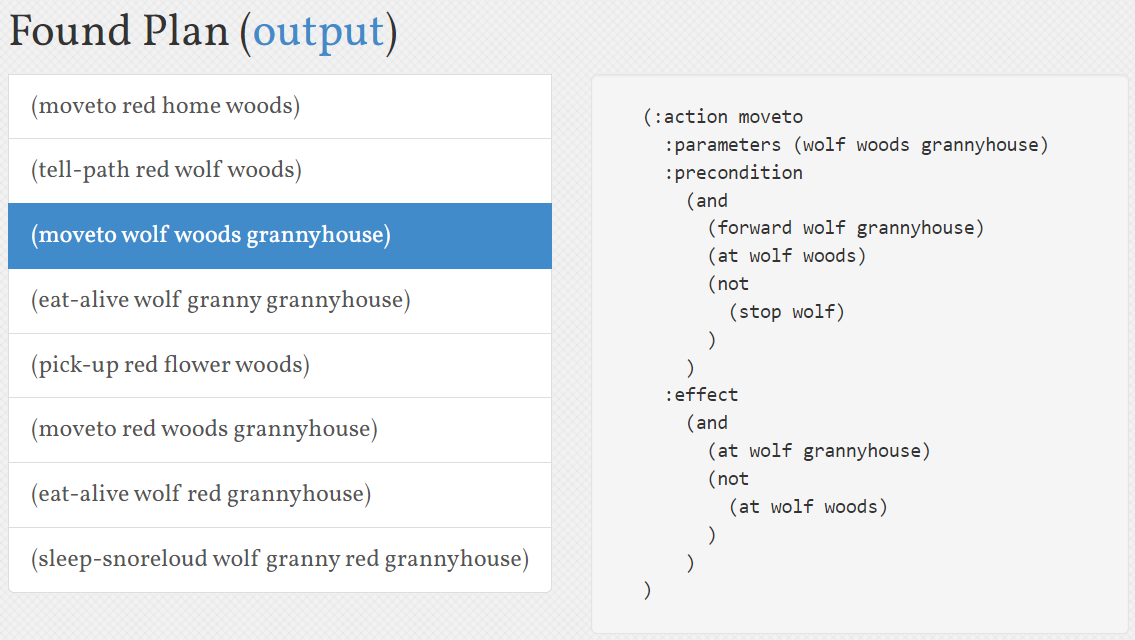 Found Plan (output)
(moveto red home woods)
(tell-path red wolf woods)
(moveto wolf woods grannyhouse)
(eat-alive wolf granny grannyhouse)
(pick-up red flower woods)
(moveto red woods grannyhouse)
(eat-alive wolf red grannyhouse)
(sleep-snoreloud wolf granny red grannyhouse)
(:action moveto
:parameters (wolf woods grannyhouse)
:precondition
(and
(forward wolf grannyhouse)
(at wolf woods)
(not
(stop wolf)
)
)
:effect
(and
(at wolf grannyhouse)
(not
(at wolf woods)
)
)
)